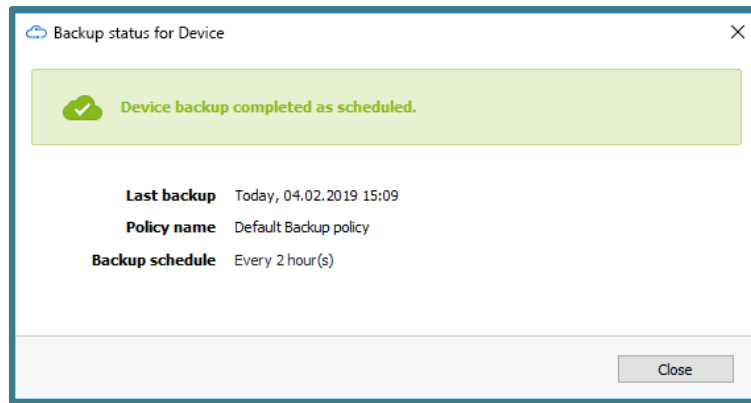 Backup status for Device
Device backup completed as scheduled.
Last backup Today, 04.02.2019 15:09
Policy name Default Backup policy
Backup schedule Every 2 hour(s)
Close